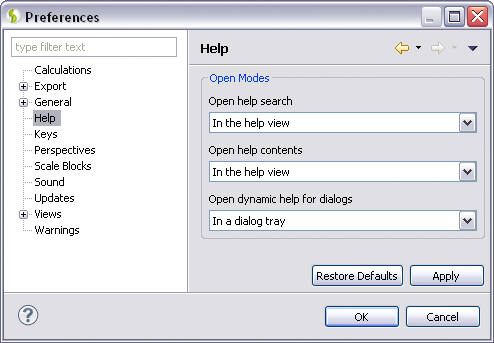 Preferences
type filter text
Calculations
Export
General
Help
Keys
Perspectives
Scale Blocks
Sound
Updates
Views
Warnings
Help
Open Modes
Open help search
In the help view
Open help contents
In the help view
Open dynamic help for dialogs
In a dialog tray
Restore Defaults Apply
? OK Cancel